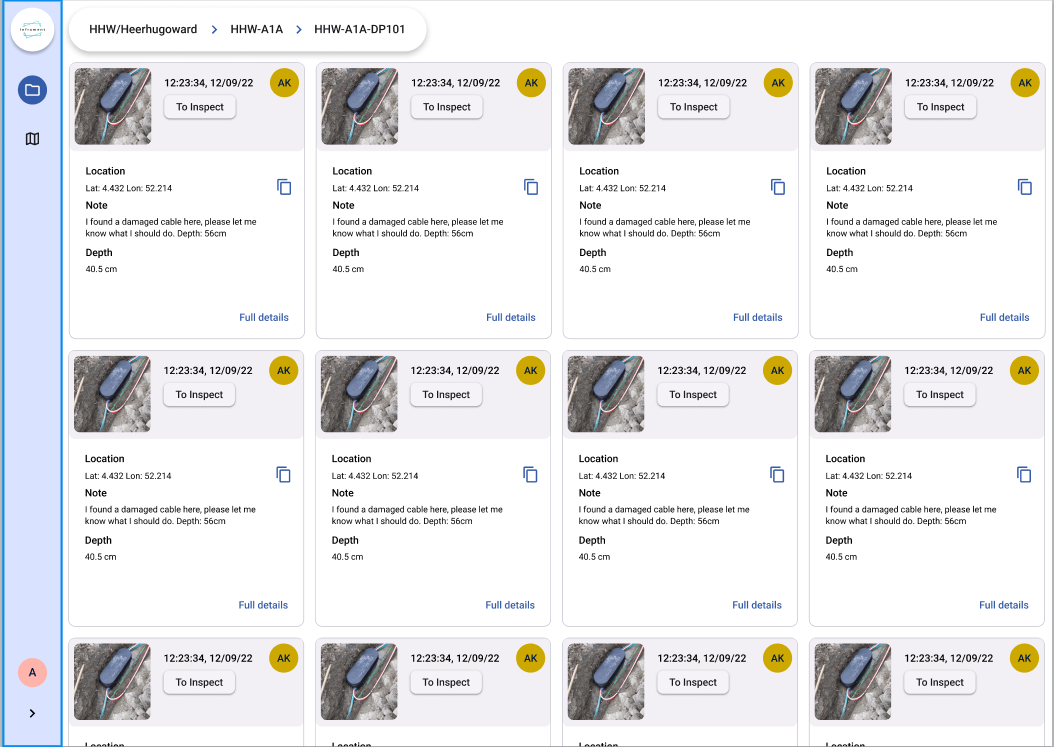 inframent
HHW/Heerhugoward > HHW-A1A > HHW-A1A-DP101
12:23:34, 12/09/22 AK
To Inspect
12:23:34, 12/09/22 AK
To Inspect
12:23:34, 12/09/22 AK
To Inspect
12:23:34, 12/09/22 AK
To Inspect
Location
Lat: 4.432 Lon: 52.214
Note
I found a damaged cable here, please let me
know what I should do. Depth: 56cm
Depth
40.5 cm
Full details
Location
Lat: 4.432 Lon: 52.214
Note
I found a damaged cable here, please let me
know what I should do. Depth: 56cm
Depth
40.5 cm
Full details
Location
Lat: 4.432 Lon: 52.214
Note
I found a damaged cable here, please let me
know what I should do. Depth: 56cm
Depth
40.5 cm
Full details
Location
Lat: 4.432 Lon: 52.214
Note
I found a damaged cable here, please let me
know what I should do. Depth: 56cm
Depth
40.5 cm
Full details
12:23:34, 12/09/22 AK
To Inspect
12:23:34, 12/09/22 AK
To Inspect
12:23:34, 12/09/22 AK
To Inspect
12:23:34, 12/09/22 AK
To Inspect
Location
Lat: 4.432 Lon: 52.214
Note
I found a damaged cable here, please let me
know what I should do. Depth: 56cm
Depth
40.5 cm
Full details
Location
Lat: 4.432 Lon: 52.214
Note
I found a damaged cable here, please let me
know what I should do. Depth: 56cm
Depth
40.5 cm
Full details
Location
Lat: 4.432 Lon: 52.214
Note
I found a damaged cable here, please let me
know what I should do. Depth: 56cm
Depth
40.5 cm
Full details
Location
Lat: 4.432 Lon: 52.214
Note
I found a damaged cable here, please let me
know what I should do. Depth: 56cm
Depth
40.5 cm
Full details
A
12:23:34, 12/09/22 AK
To Inspect
Location
12:23:34, 12/09/22 AK
To Inspect
Location
12:23:34, 12/09/22 AK
To Inspect
Location
12:23:34, 12/09/22 AK
To Inspect
Location